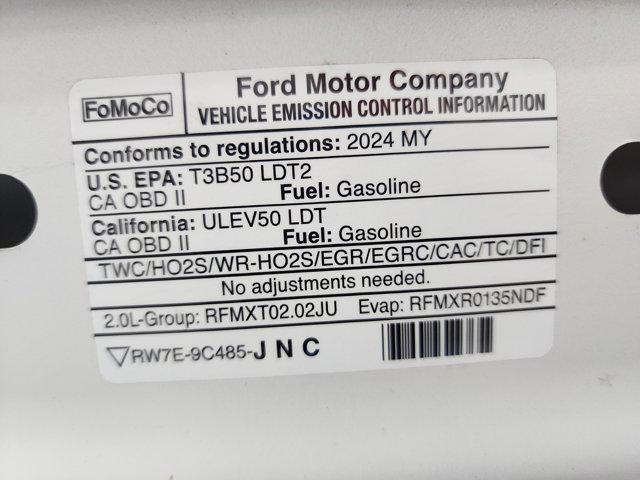 FoMoCo
Ford Motor Company
VEHICLE EMISSION CONTROL INFORMATION
Conforms to regulations: 2024 MY
U.S. EPA: T3B50 LDT2
CA OBD II Fuel: Gasoline
California: ULEV50 LDT
CA OBD II Fuel: Gasoline
TWC/HO2S/WR-HO2S/EGR/EGRC/CAC/TC/DFI
No adjustments needed.
2.0L-Group: RFMXT02.02JU Evap: RFMXR0135NDF
RW7E-9C485-J N C